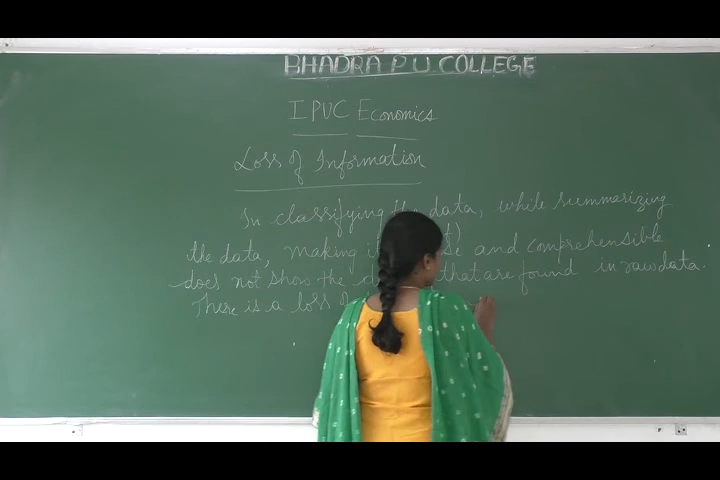 BHADRA P U COLLEGE
I PUC Economics
Loss of Information
In classifying the data, while summarizing
the data, making and comprehensible
does not show the that are found in raw data.
There is a loss of